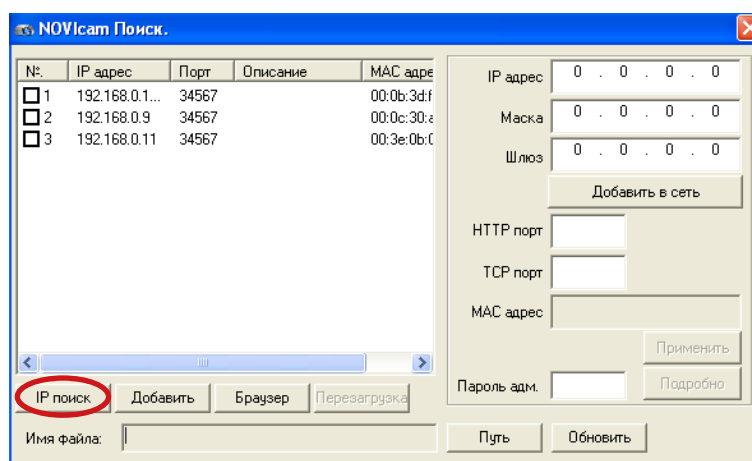 NOVIcam Поиск.
№. IP адрес Порт Описание MAC адре
1 192.168.0.1... 34567 00:0b:3d:f
2 192.168.0.9 34567 00:0c:30:
3 192.168.0.11 34567 00:3e:0b:
IP адрес 0 . 0 . 0 . 0
Маска 0 . 0 . 0 . 0
Шлюз 0 . 0 . 0 . 0
Добавить в сеть
HTTP порт
TCP порт
MAC адрес
Применить
Пароль адм. Подробно
IP поиск Добавить Браузер Перезагрузка
Имя файла: Путь Обновить